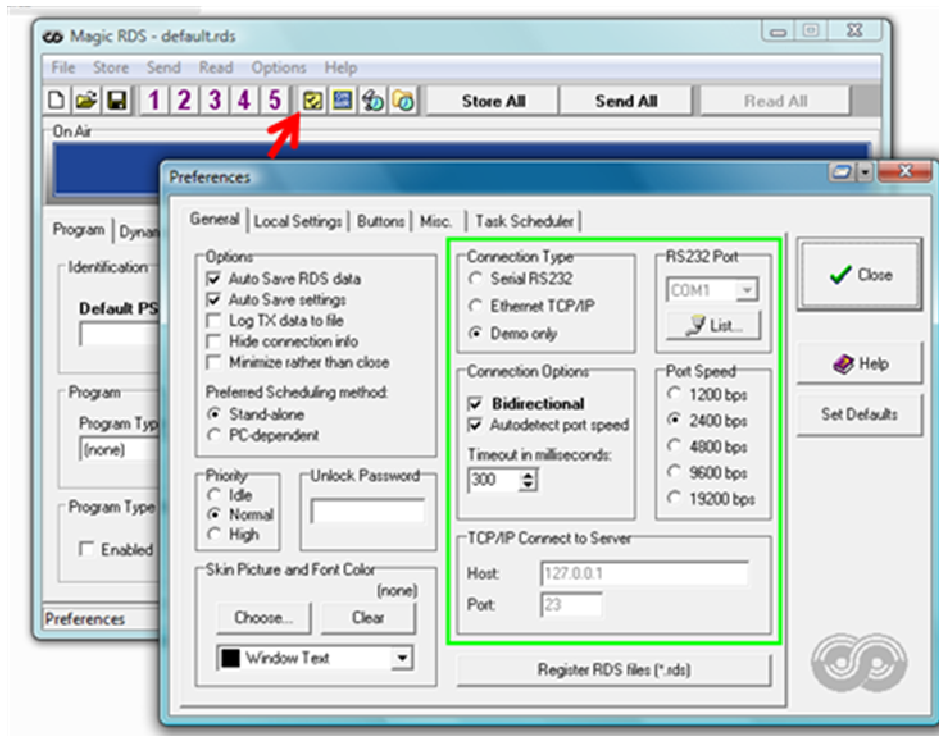 Magic RDS - default.rds
File Store Send Read Options Help
1 2 3 4 5 Store All Send All Read All
On Air
Program Dynam
Identification
Default PS
Program
Program Typ
(none)
Program Type
Enabled
Preferences
Preferences
General Local Settings Buttons Misc. Task Scheduler
Options
Auto Save RDS data
Auto Save settings
Log TX data to file
Hide connection info
Minimize rather than close
Preferred Scheduling method:
Stand-alone
PC-dependent
Priority
Idle
Normal
High
Unlock Password
Skin Picture and Font Color
(none)
Choose... Clear
Window Text
Connection Type
Serial RS232
Ethernet TCP/IP
Demo only
RS232 Port
COM1
List...
Connection Options
Bidirectional
Autodetect port speed
Timeout in milliseconds:
300
Port Speed
1200 bps
2400 bps
4800 bps
9600 bps
19200 bps
TCP/IP Connect to Server
Host: 127.0.0.1
Port: 23
Register RDS files (*.rds)
Close
Help
Set Defaults